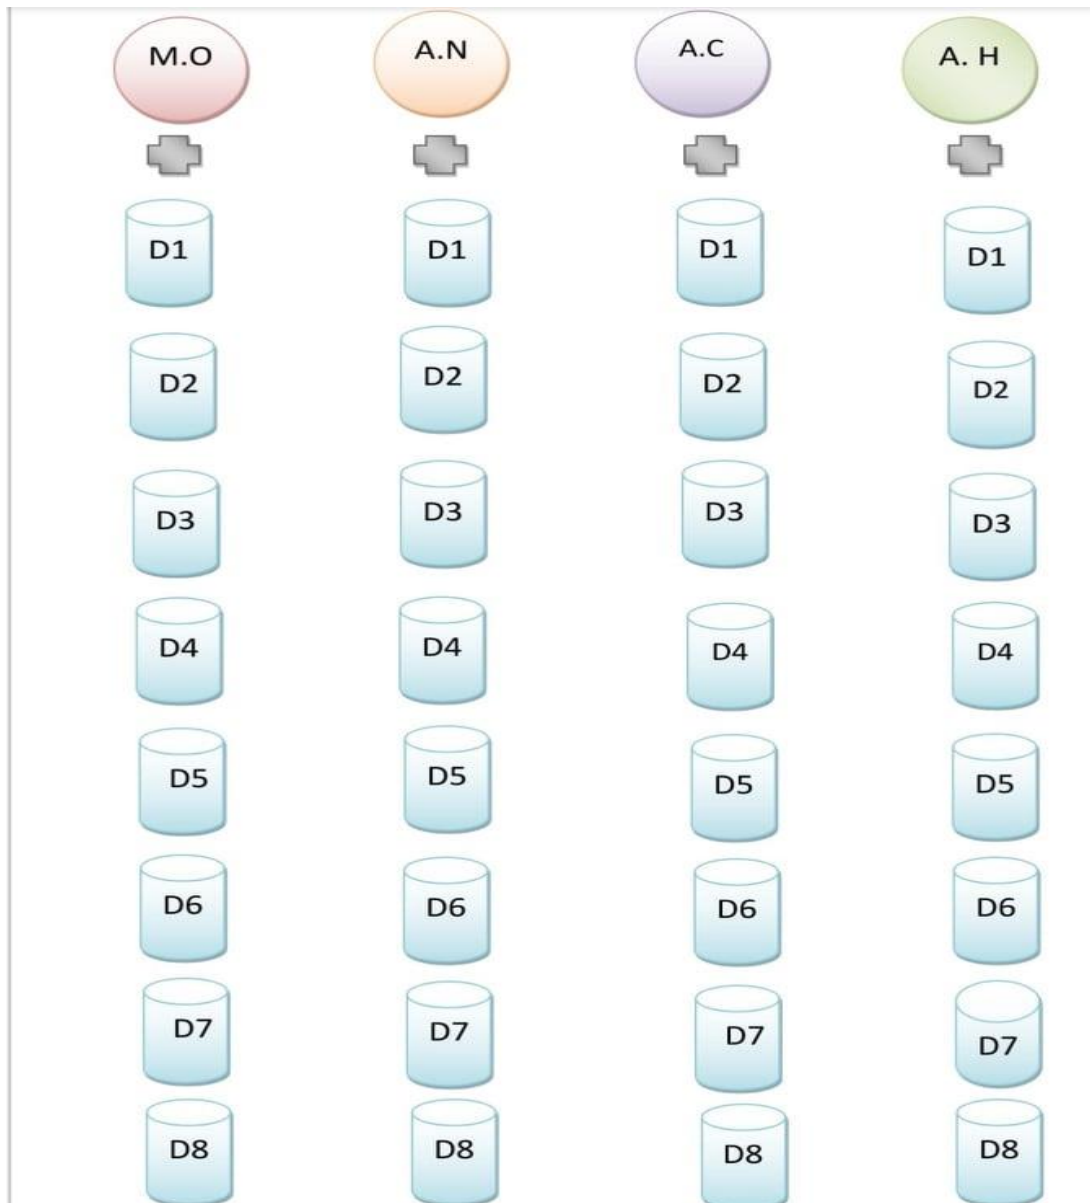 M.O A.N A.C A. H
D1 D1 D1 D1
D2 D2 D2 D2
D3 D3 D3 D3
D4 D4 D4 D4
D5 D5 D5 D5
D6 D6 D6 D6
D7 D7 D7 D7
D8 D8 D8 D8